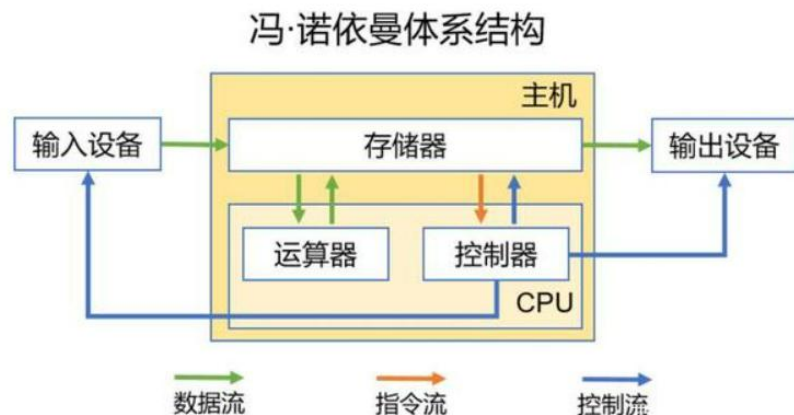 冯·诺依曼体系结构
主机
输入设备
存储器
输出设备
运算器
控制器
CPU
数据流
指令流
控制流